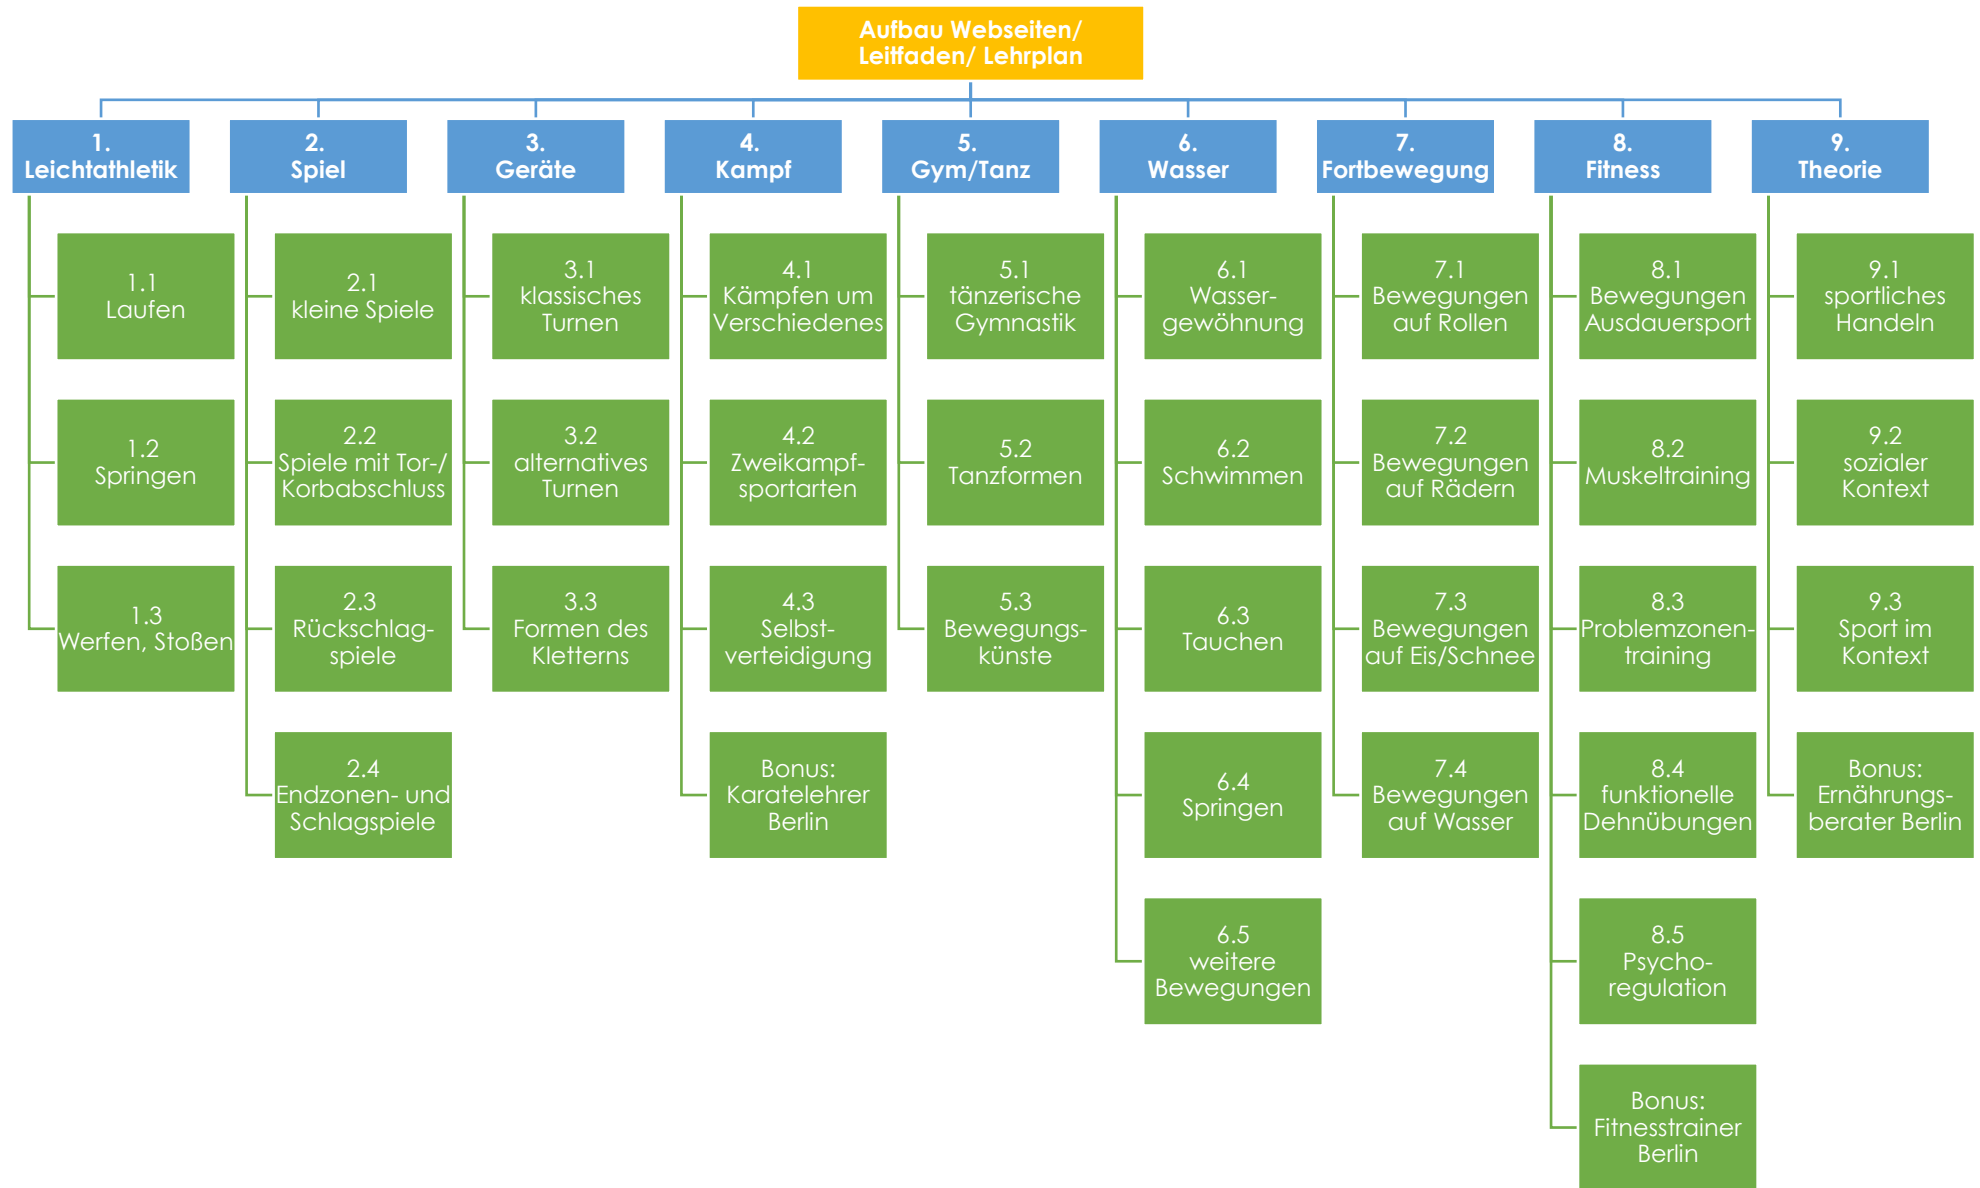 Aufbau Webseiten/
Leitfaden/ Lehrplan
1.
Leichtathletik
1.1
Laufen
1.2
Springen
1.3
Werfen, Stoßen
2.
Spiel
2.1
kleine Spiele
2.2
Spiele mit Tor-/
Korbabschluss
2.3
Rückschlag-
spiele
2.4
Endzonen- und
Schlagspiele
3.
Geräte
3.1
klassisches
Turnen
3.2
alternatives
Turnen
3.3
Formen des
Kletterns
4.
Kampf
4.1
Kämpfen um
Verschiedenes
4.2
Zweikampf-
sportarten
4.3
Selbst-
verteidigung
Bonus:
Karatelehrer
Berlin
5.
Gym/Tanz
5.1
tänzerische
Gymnastik
5.2
Tanzformen
5.3
Bewegungs-
künste
6.
Wasser
6.1
Wasser-
gewöhnung
6.2
Schwimmen
6.3
Tauchen
6.4
Springen
6.5
weitere
Bewegungen
7.
Fortbewegung
7.1
Bewegungen
auf Rollen
7.2
Bewegungen
auf Rädern
7.3
Bewegungen
auf Eis/Schnee
7.4
Bewegungen
auf Wasser
8.
Fitness
8.1
Bewegungen
Ausdauersport
8.2
Muskeltraining
8.3
Problemzonen-
training
8.4
funktionelle
Dehnübungen
8.5
Psycho-
regulation
Bonus:
Fitnesstrainer
Berlin
9.
Theorie
9.1
sportliches
Handeln
9.2
sozialer
Kontext
9.3
Sport im
Kontext
Bonus:
Ernährungs-
berater Berlin